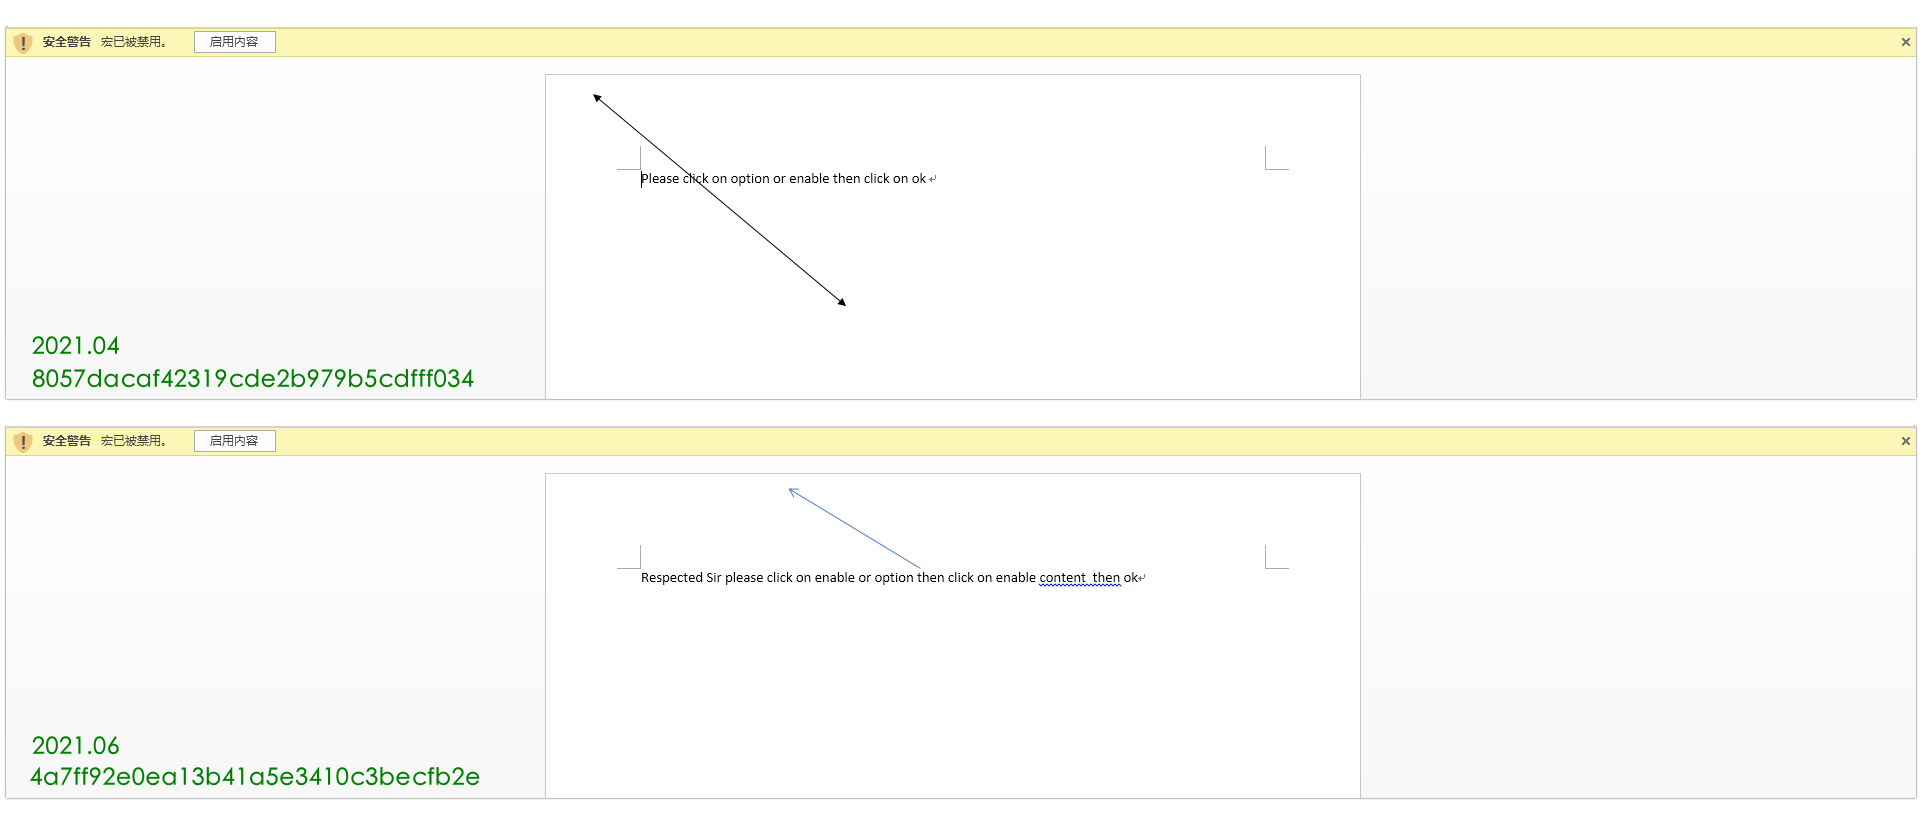 安全警告 宏已被禁用。 启用内容
Please click on option or enable then click on ok
2021.04
8057dacaf42319cde2b979b5cdfff034
安全警告 宏已被禁用。 启用内容
Respected Sir please click on enable or option then click on enable content  then ok
2021.06
4a7ff92e0ea13b41a5e3410c3becfb2e